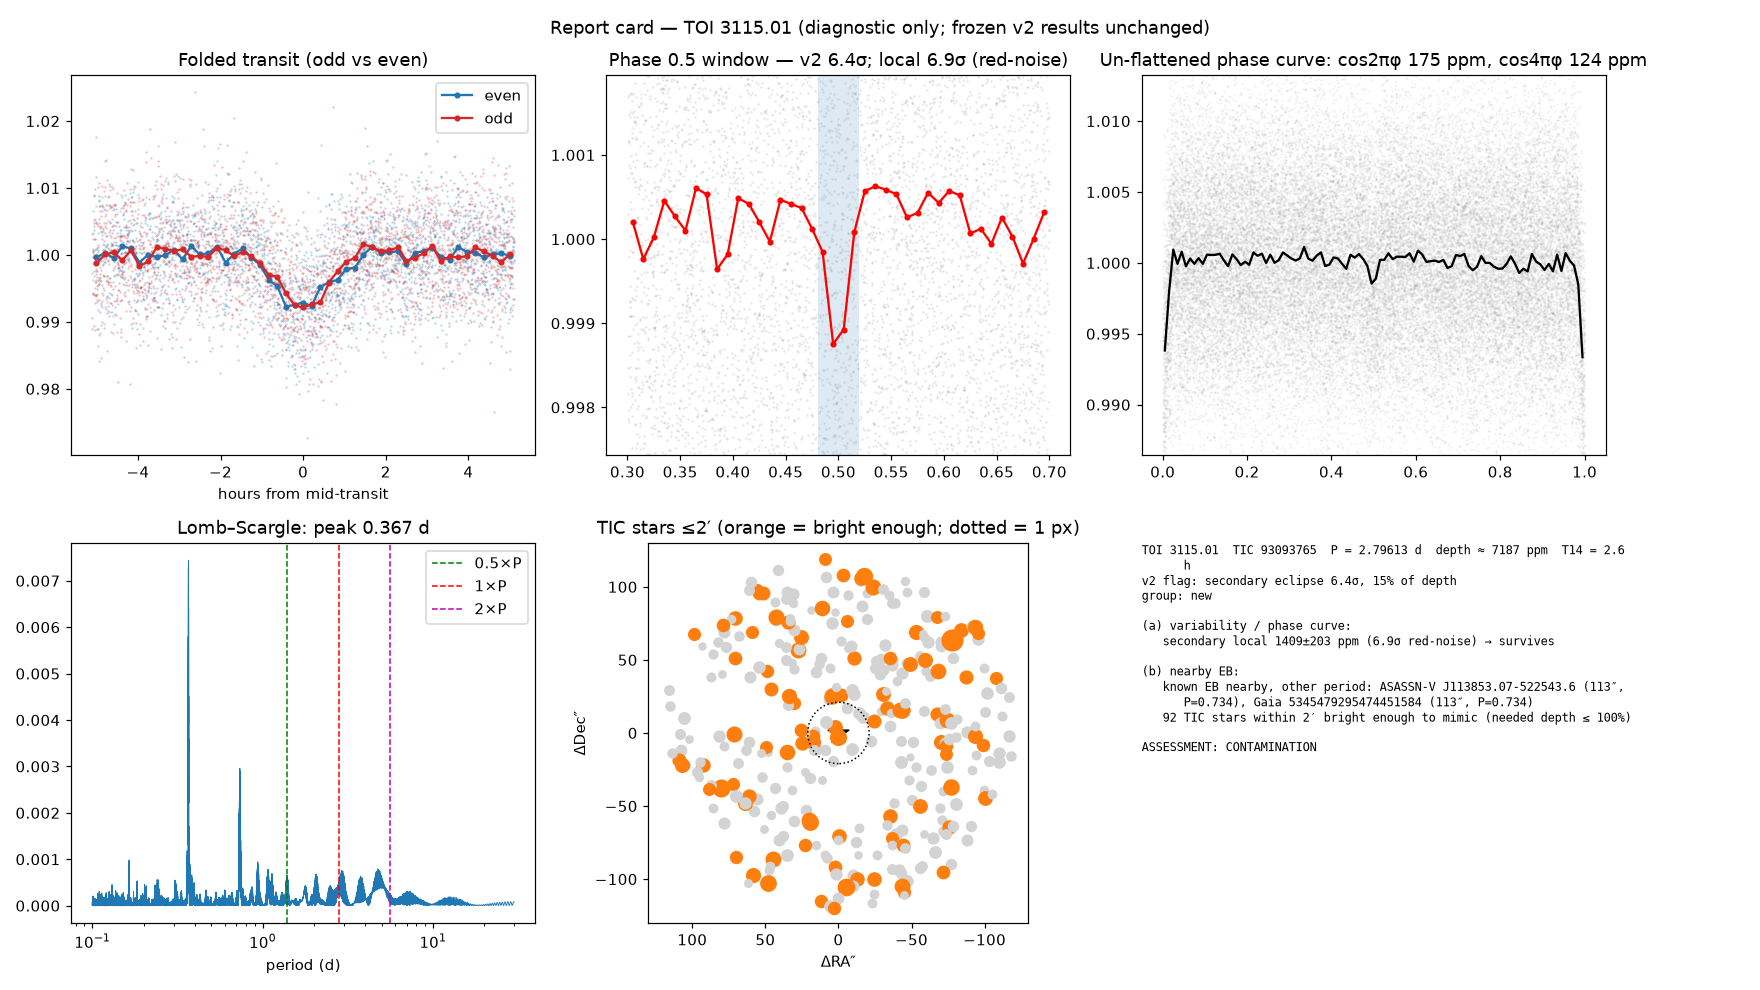 Report card — TOI 3115.01 (diagnostic only; frozen v2 results unchanged)
Folded transit (odd vs even)
even
odd
1.02
1.01
1.00
0.99
0.98
−4
−2
0
2
4
hours from mid-transit
Phase 0.5 window — v2 6.4σ; local 6.9σ (red-noise)
1.001
1.000
0.999
0.998
0.30
0.35
0.40
0.45
0.50
0.55
0.60
0.65
0.70
Un-flattened phase curve: cos2πφ 175 ppm, cos4πφ 124 ppm
1.010
1.005
1.000
0.995
0.990
0.0
0.2
0.4
0.6
0.8
1.0
Lomb–Scargle: peak 0.367 d
0.5×P
1×P
2×P
0.007
0.006
0.005
0.004
0.003
0.002
0.001
0.000
10⁻¹
10⁰
10¹
period (d)
TIC stars ≤2′ (orange = bright enough; dotted = 1 px)
100
50
0
−50
−100
ΔDec″
100
50
0
−50
−100
ΔRA″
TOI 3115.01  TIC 93093765  P = 2.79613 d  depth ≈ 7187 ppm  T14 = 2.6
h
v2 flag: secondary eclipse 6.4σ, 15% of depth
group: new
(a) variability / phase curve:
secondary local 1409±203 ppm (6.9σ red-noise) → survives
(b) nearby EB:
known EB nearby, other period: ASASSN-V J113853.07-522543.6 (113″,
P=0.734), Gaia 5345479295474451584 (113″, P=0.734)
92 TIC stars within 2′ bright enough to mimic (needed depth ≤ 100%)
ASSESSMENT: CONTAMINATION